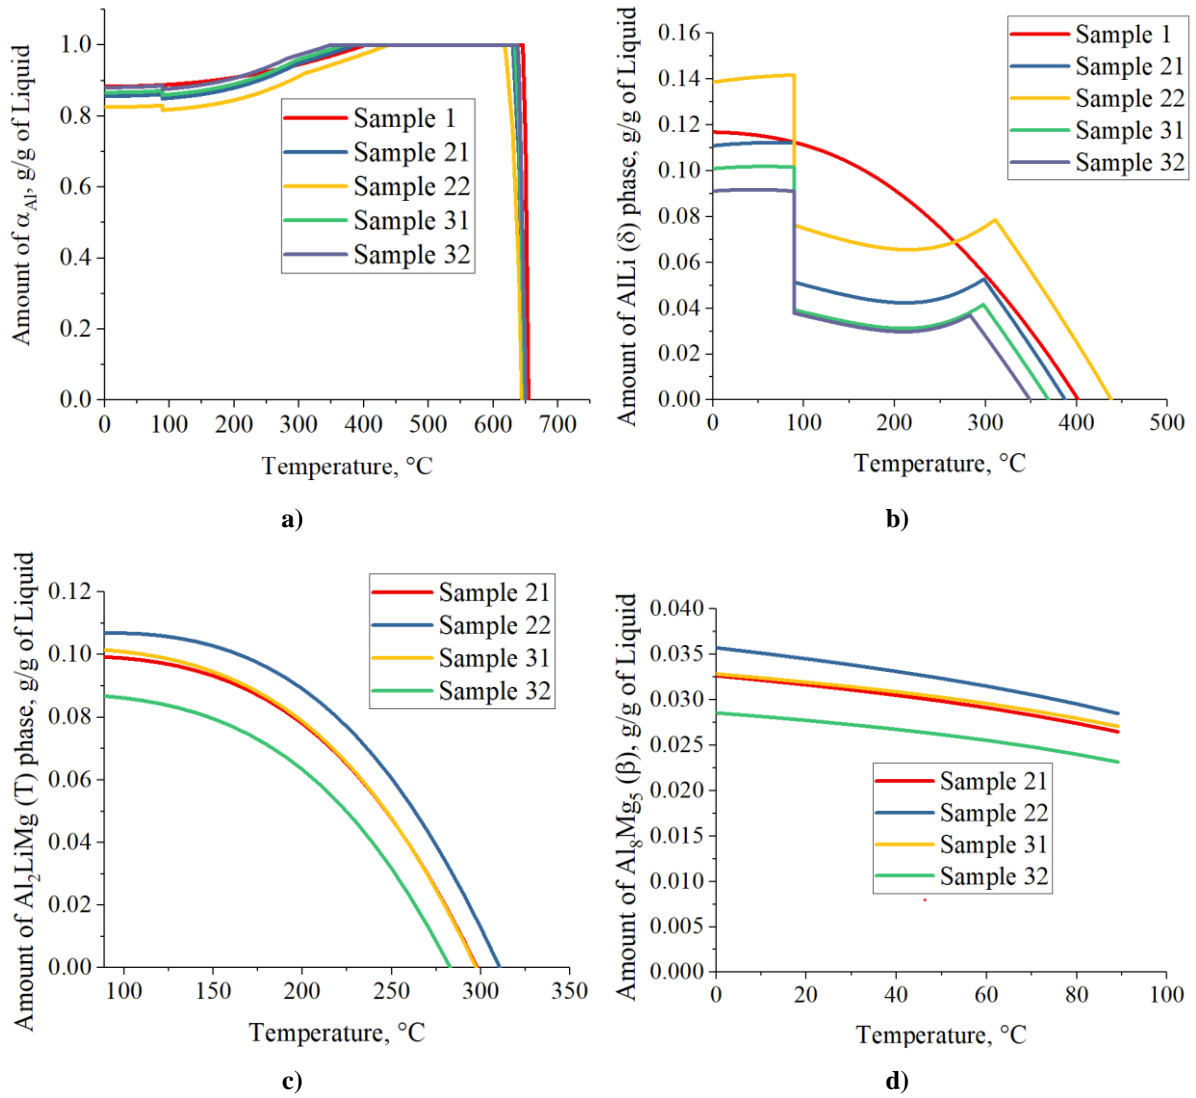 Amount of α_Al, g/g of Liquid
1.0
0.8
0.6
0.4
0.2
0.0
0 100 200 300 400 500 600 700
Temperature, °C
Sample 1
Sample 21
Sample 22
Sample 31
Sample 32
a)
Amount of AlLi (δ) phase, g/g of Liquid
0.16
0.14
0.12
0.10
0.08
0.06
0.04
0.02
0.00
0 100 200 300 400 500
Temperature, °C
Sample 1
Sample 21
Sample 22
Sample 31
Sample 32
b)
Amount of Al₂LiMg (T) phase, g/g of Liquid
0.12
0.10
0.08
0.06
0.04
0.02
0.00
100 150 200 250 300 350
Temperature, °C
Sample 21
Sample 22
Sample 31
Sample 32
c)
Amount of Al₈Mg₅ (β), g/g of Liquid
0.040
0.035
0.030
0.025
0.020
0.015
0.010
0.005
0.000
0 20 40 60 80 100
Temperature, °C
Sample 21
Sample 22
Sample 31
Sample 32
d)